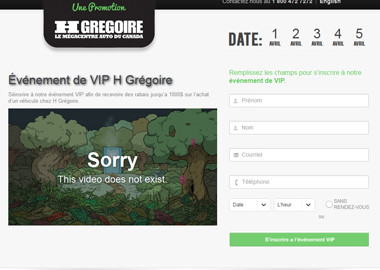 Une Promotion
H GREGOIRE
LE MÉGACENTRE AUTO DU CANADA
Contactez-nous au 1 800 472 7272 | English
DATE: 1 AVRIL 2 AVRIL 3 AVRIL 4 AVRIL 5 AVRIL
Événement de VIP H Grégoire
S'inscrire à notre événement VIP afin de recevoire des rabais jusqu'à 1000$ sur l'achat
d'un véhicule chez H Grégoire.
Sorry
This video does not exist.
Remplissez les champs pour s'inscrire à notre
événement de VIP.
Prénom
Nom
Courriel
Téléphone
Date
L'heur
SANS
RENDEZ-VOUS
S'inscrire a l'événement VIP